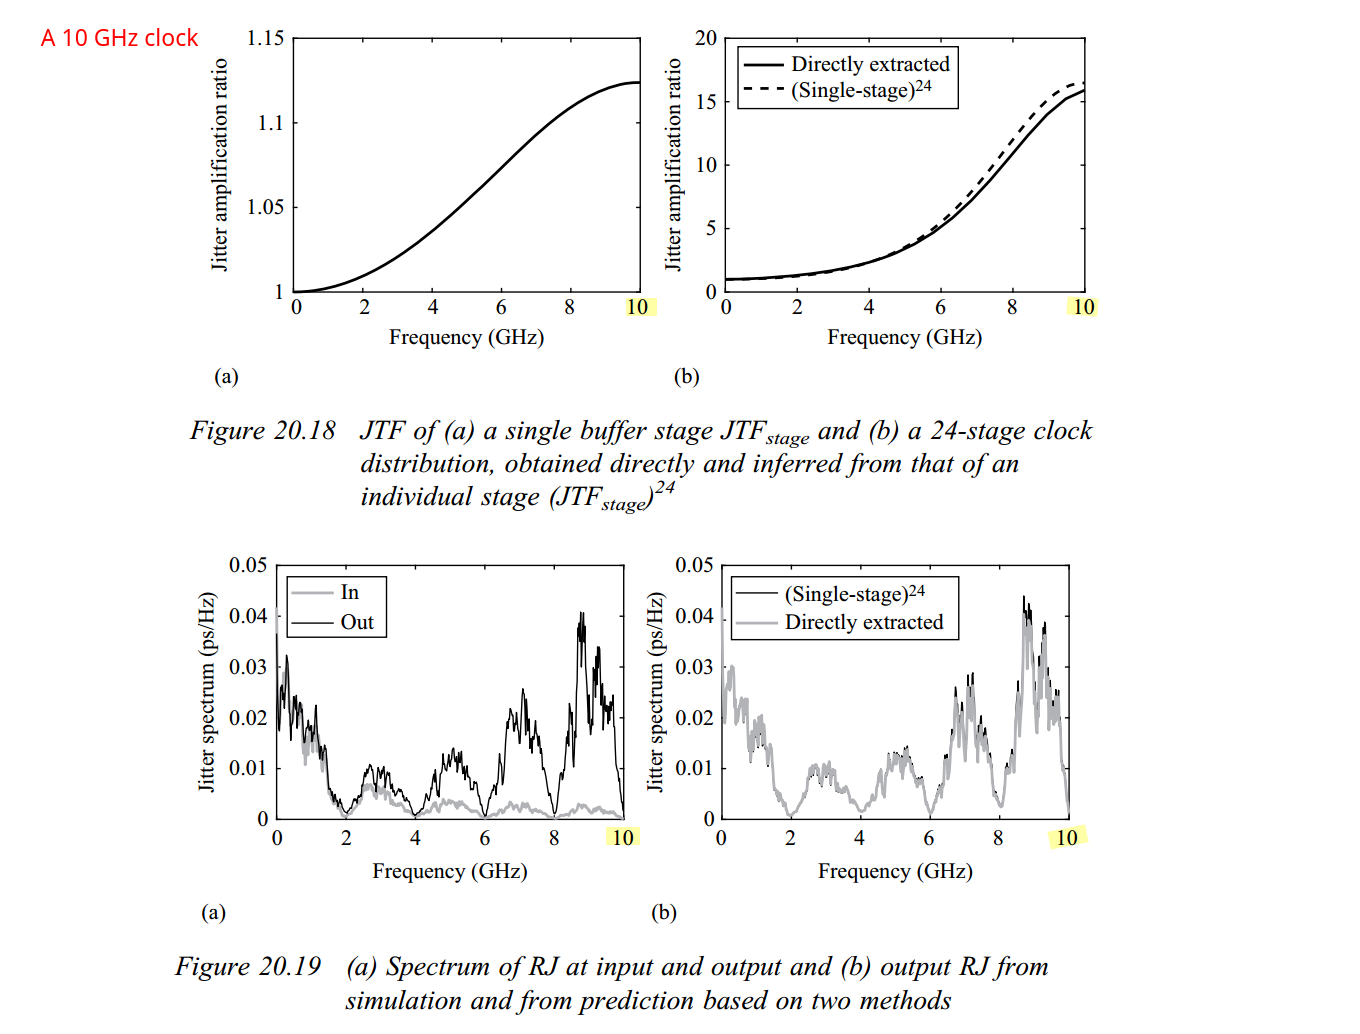 A 10 GHz clock
1.15
1.1
1.05
1
Jitter amplification ratio
0 2 4 6 8 10
Frequency (GHz)
(a)
20
15
10
5
0
Jitter amplification ratio
Directly extracted
(Single-stage)24
0 2 4 6 8 10
Frequency (GHz)
(b)
Figure 20.18 JTF of (a) a single buffer stage JTFstage and (b) a 24-stage clock
distribution, obtained directly and inferred from that of an
individual stage (JTFstage)24
0.05
0.04
0.03
0.02
0.01
0
Jitter spectrum (ps/Hz)
In
Out
0 2 4 6 8 10
Frequency (GHz)
(a)
0.05
0.04
0.03
0.02
0.01
0
Jitter spectrum (ps/Hz)
(Single-stage)24
Directly extracted
0 2 4 6 8 10
Frequency (GHz)
(b)
Figure 20.19 (a) Spectrum of RJ at input and output and (b) output RJ from
simulation and from prediction based on two methods